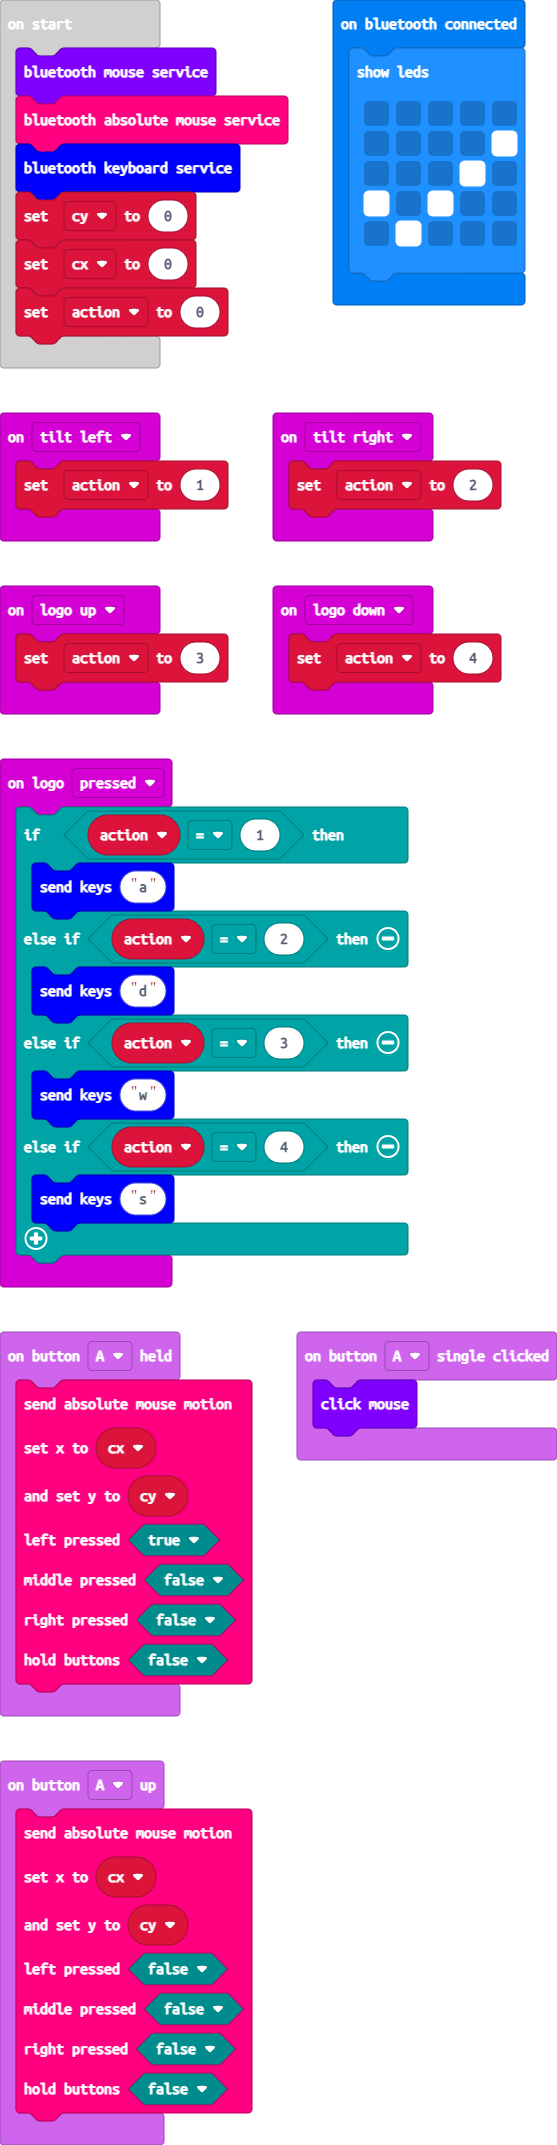 on start
bluetooth mouse service
bluetooth absolute mouse service
bluetooth keyboard service
set cy to 0
set cx to 0
set action to 0
on bluetooth connected
show leds
on tilt left
set action to 1
on tilt right
set action to 2
on logo up
set action to 3
on logo down
set action to 4
on logo pressed
if action = 1 then
send keys "a"
else if action = 2 then
send keys "d"
else if action = 3 then
send keys "w"
else if action = 4 then
send keys "s"
on button A held
send absolute mouse motion
set x to cx
and set y to cy
left pressed true
middle pressed false
right pressed false
hold buttons false
on button A single clicked
click mouse
on button A up
send absolute mouse motion
set x to cx
and set y to cy
left pressed false
middle pressed false
right pressed false
hold buttons false